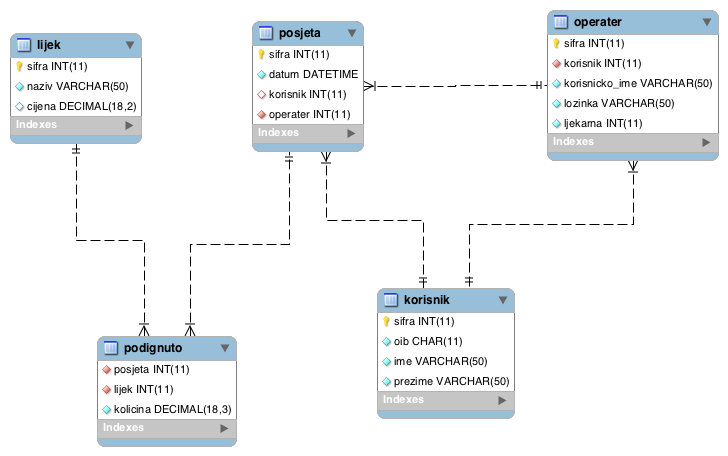 lijek
sifra INT(11)
naziv VARCHAR(50)
cijena DECIMAL(18,2)
Indexes
posjeta
sifra INT(11)
datum DATETIME
korisnik INT(11)
operater INT(11)
Indexes
operater
sifra INT(11)
korisnik INT(11)
korisnicko_ime VARCHAR(50)
lozinka VARCHAR(50)
ljekarna INT(11)
Indexes
podignuto
posjeta INT(11)
lijek INT(11)
kolicina DECIMAL(18,3)
Indexes
korisnik
sifra INT(11)
oib CHAR(11)
ime VARCHAR(50)
prezime VARCHAR(50)
Indexes